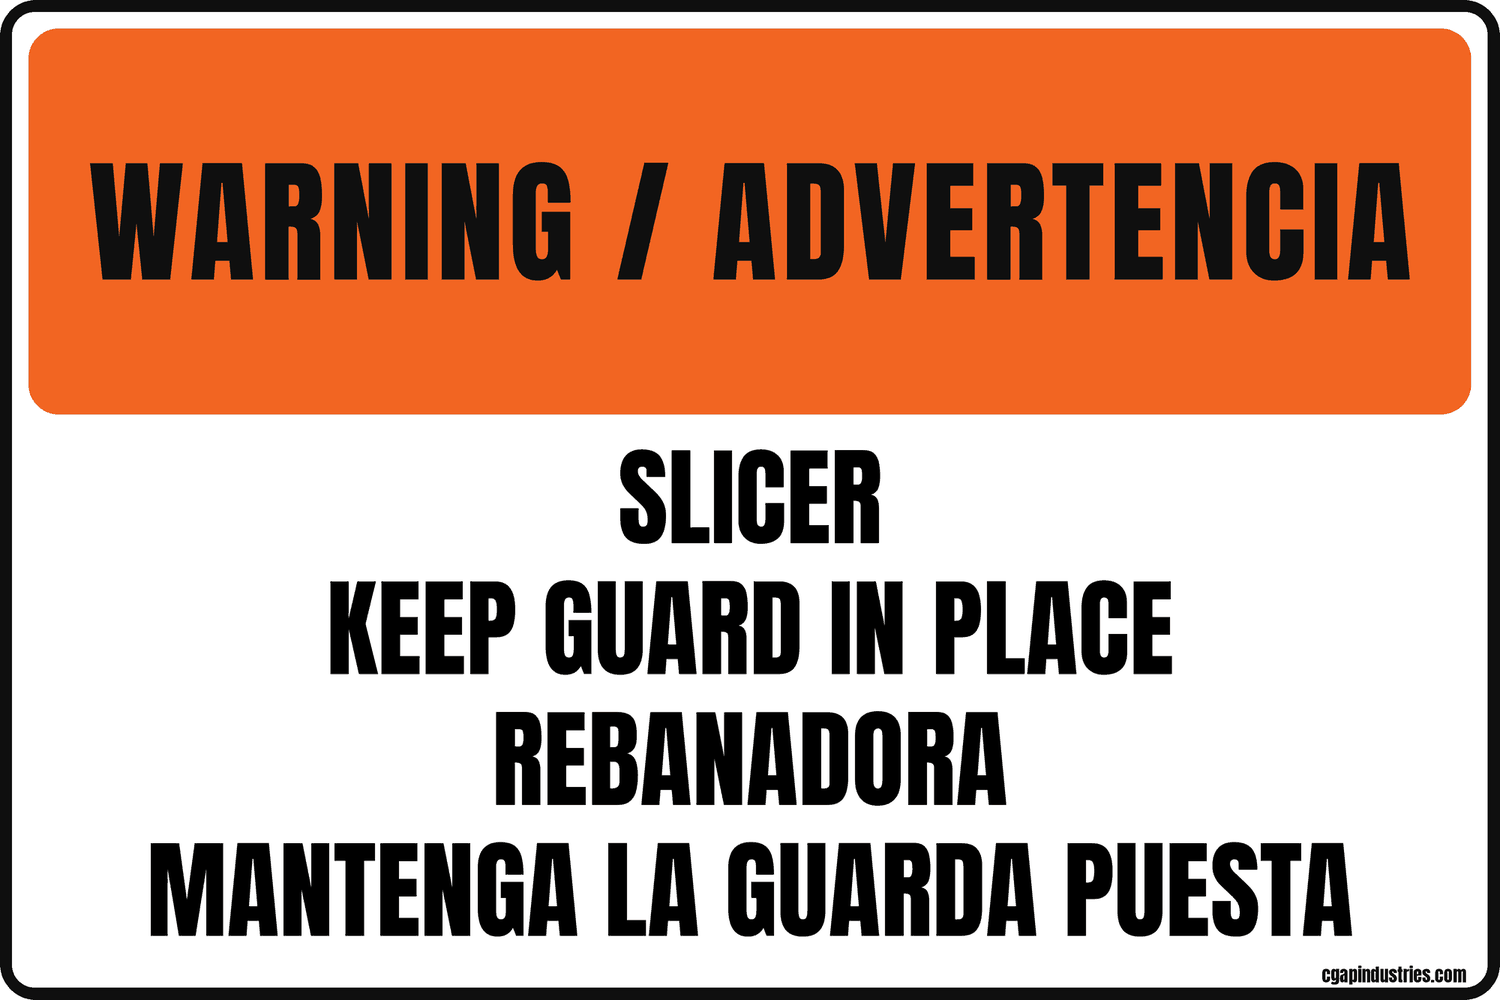 WARNING / ADVERTENCIA
SLICER
KEEP GUARD IN PLACE
REBANADORA
MANTENGA LA GUARDA PUESTA
cgapindustries.com